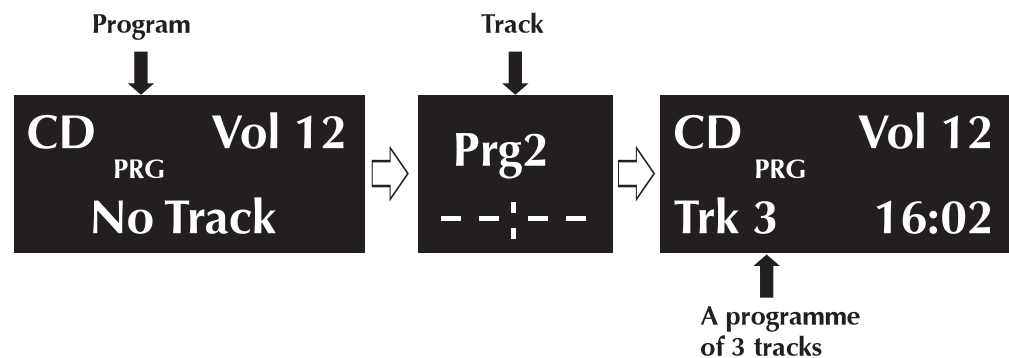 Program
Track
CD Vol 12
PRG
No Track
Prg2
– – ¦ – –
CD Vol 12
PRG
Trk 3 16:02
A programme
of 3 tracks